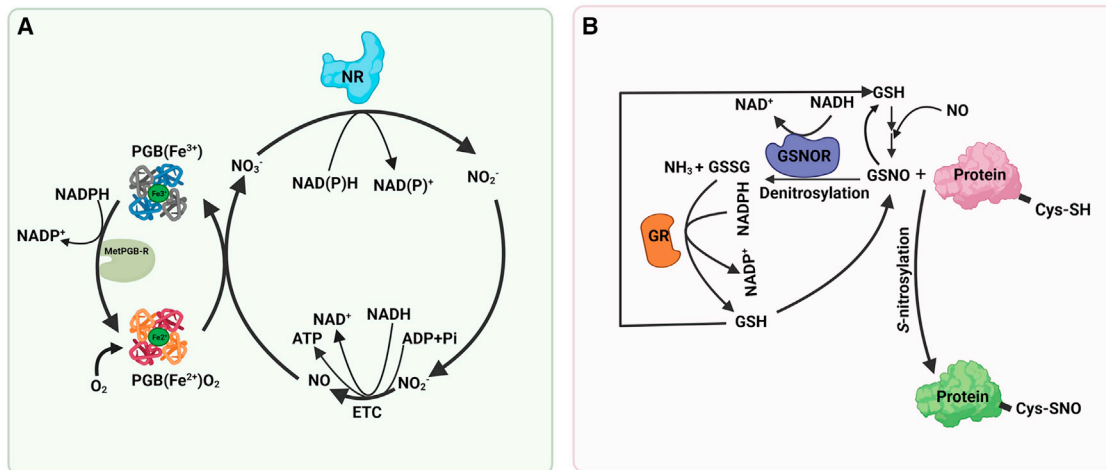 A
NR
PGB(Fe³⁺)
NO₃⁻
NAD(P)H
NAD(P)⁺
NO₂⁻
Fe³⁺
NADPH
NADP⁺
MetPGB-R
Fe²⁺
O₂
PGB(Fe²⁺)O₂
NAD⁺
NADH
ATP
ADP+Pi
NO
NO₂⁻
ETC
B
GSH
NAD⁺
NADH
NO
GSNOR
NH₃ + GSSG
Denitrosylation
GSNO +
Protein
Cys-SH
GR
NADPH
NADP⁺
S-nitrosylation
GSH
Protein
Cys-SNO